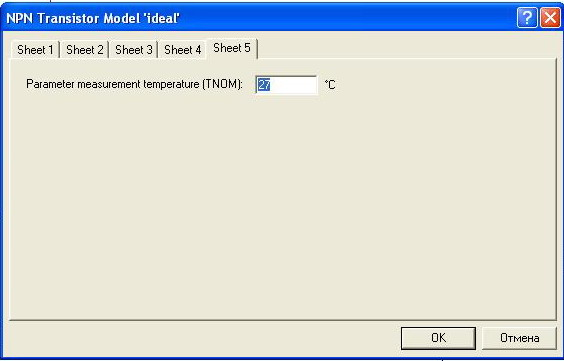 NPN Transistor Model 'ideal'
Sheet 1 Sheet 2 Sheet 3 Sheet 4 Sheet 5
Parameter measurement temperature (TNOM): 27 °C
OK Отмена